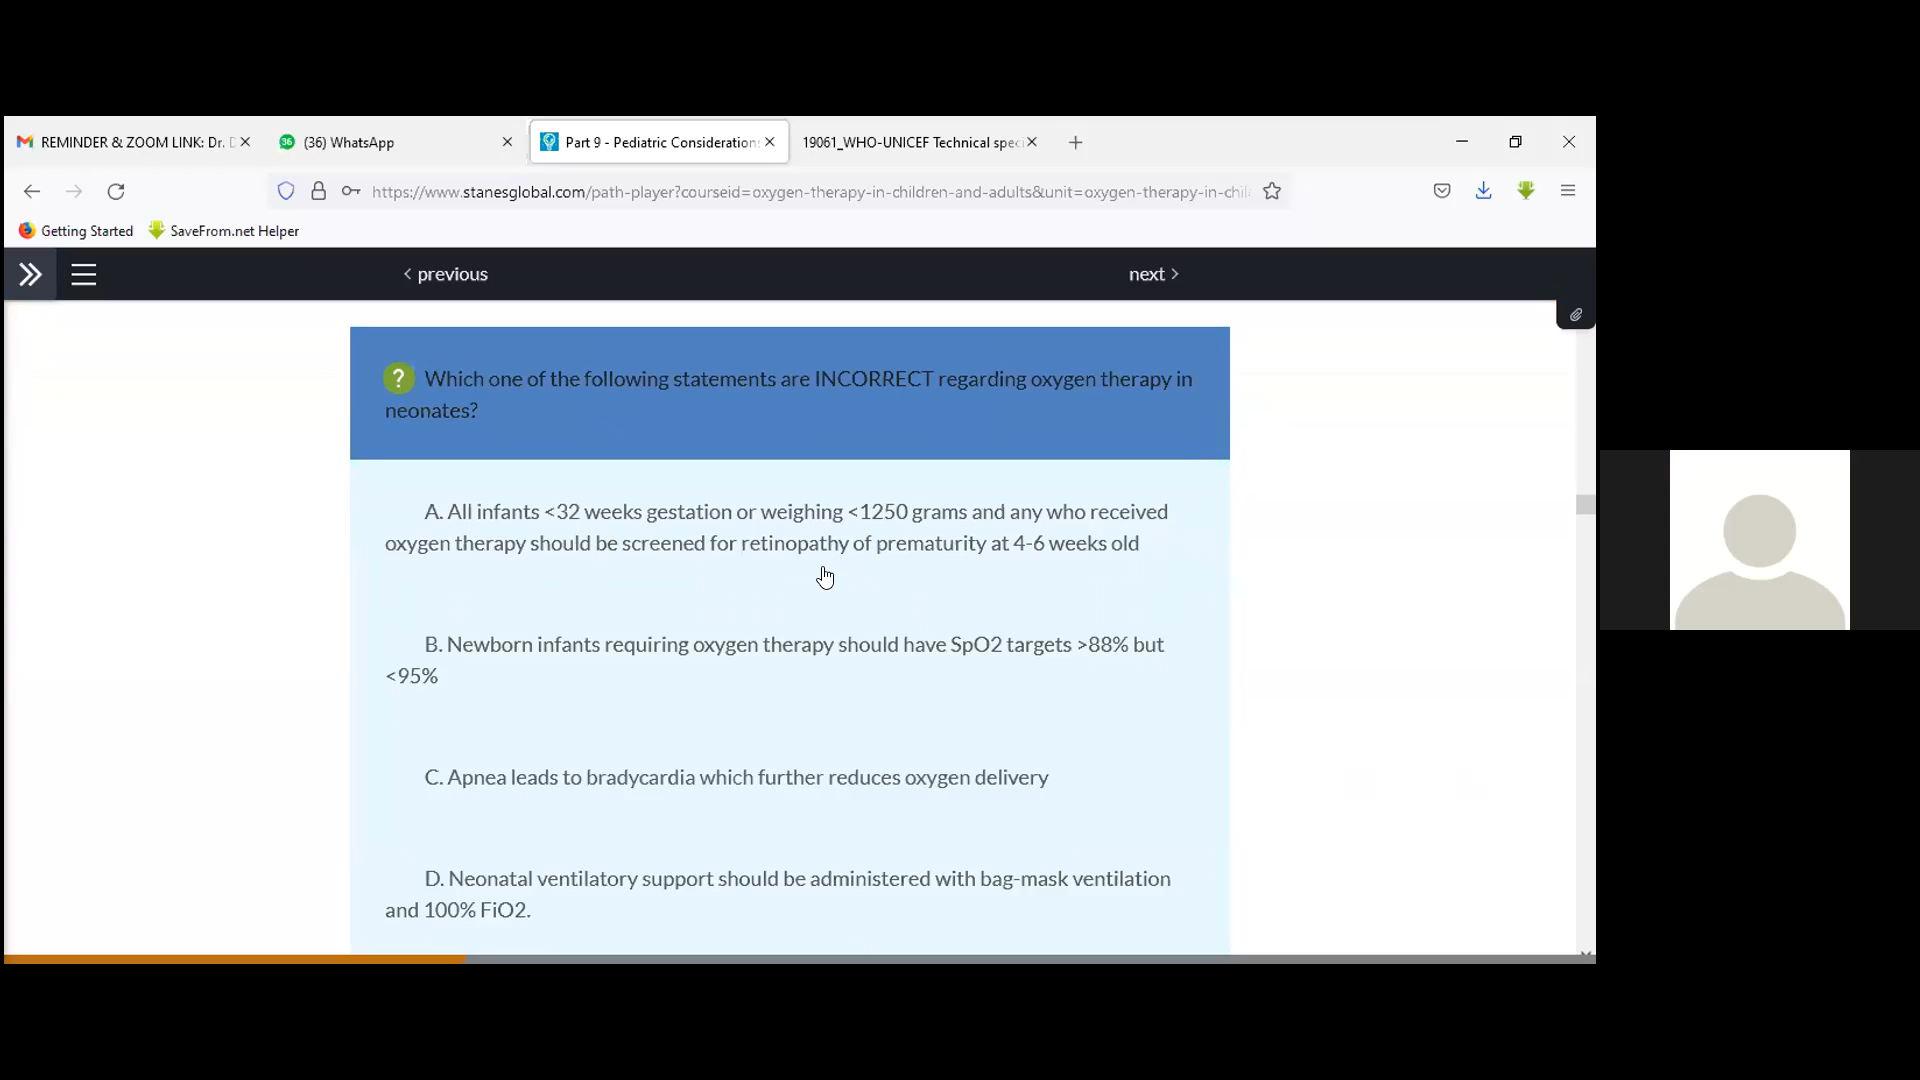 REMINDER & ZOOM LINK: Dr. D
36 (36) WhatsApp
Part 9 - Pediatric Considerations
19061_WHO-UNICEF Technical spec
https://www.stanesglobal.com/path-player?courseid=oxygen-therapy-in-children-and-adults&unit=oxygen-therapy-in-chil
Getting Started
SaveFrom.net Helper
< previous
next >
? Which one of the following statements are INCORRECT regarding oxygen therapy in
neonates?
A. All infants <32 weeks gestation or weighing <1250 grams and any who received
oxygen therapy should be screened for retinopathy of prematurity at 4-6 weeks old
B. Newborn infants requiring oxygen therapy should have SpO2 targets >88% but
<95%
C. Apnea leads to bradycardia which further reduces oxygen delivery
D. Neonatal ventilatory support should be administered with bag-mask ventilation
and 100% FiO2.